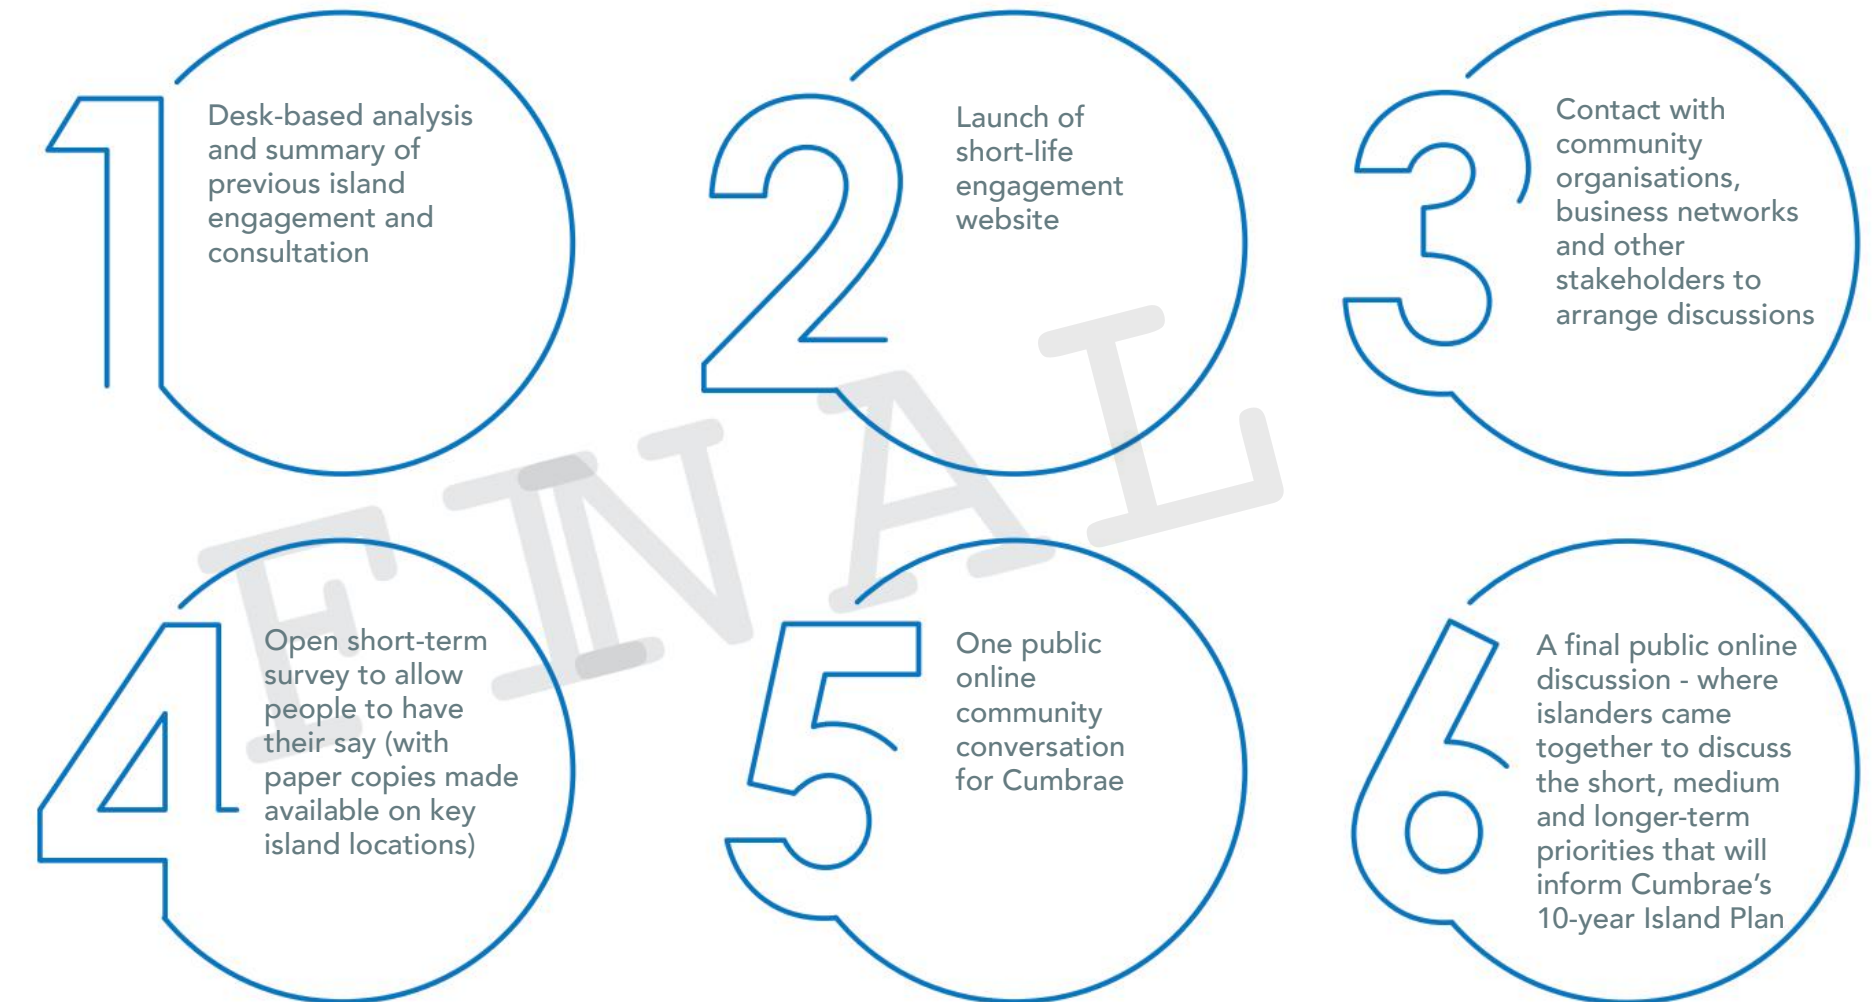 1
Desk-based analysis
and summary of
previous island
engagement and
consultation
2
Launch of
short-life
engagement
website
3
Contact with
community
organisations,
business networks
and other
stakeholders to
arrange discussions
4
Open short-term
survey to allow
people to have
their say (with
paper copies made
available on key
island locations)
5
One public
online
community
conversation
for Cumbrae
6
A final public online
discussion - where
islanders came
together to discuss
the short, medium
and longer-term
priorities that will
inform Cumbrae’s
10-year Island Plan
FINAL